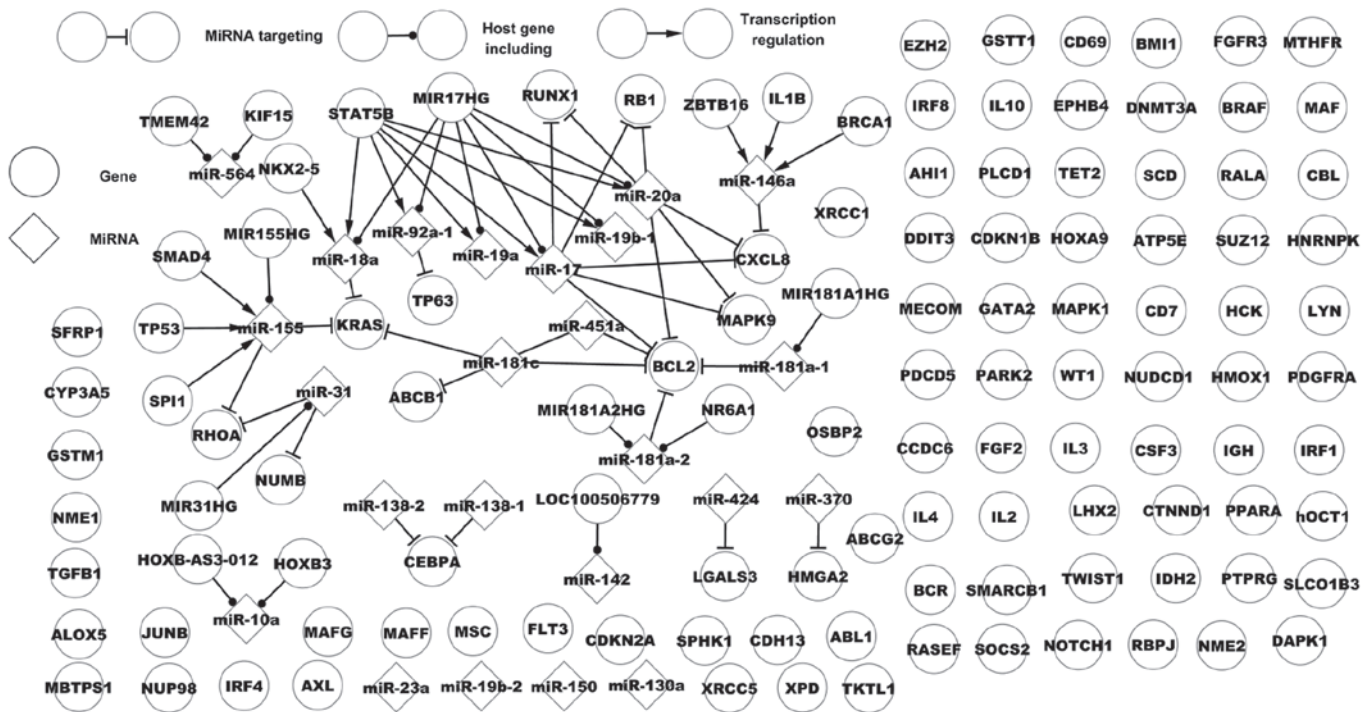 MiRNA targeting
Host gene
including
Transcription
regulation
Gene
MiRNA
TMEM42
KIF15
miR-564
NKX2-5
STAT5B
MIR17HG
RUNX1
RB1
ZBTB16
IL1B
BRCA1
miR-146a
miR-20a
XRCC1
miR-92a-1
miR-19b-1
miR-18a
miR-19a
miR-17
CXCL8
MIR155HG
SMAD4
TP63
MAPK9
MIR181A1HG
TP53
miR-155
KRAS
miR-451a
miR-181c
BCL2
miR-181a-1
SFRP1
CYP3A5
SPI1
RHOA
miR-31
ABCB1
MIR181A2HG
NR6A1
OSBP2
GSTM1
NUMB
miR-181a-2
MIR31HG
NME1
miR-138-2
miR-138-1
LOC100506779
miR-424
miR-370
ABCG2
HOXB-AS3-012
HOXB3
CEBPA
TGFB1
miR-142
LGALS3
HMGA2
miR-10a
ALOX5
JUNB
MAFG
MAFF
MSC
FLT3
CDKN2A
SPHK1
CDH13
ABL1
MBTPS1
NUP98
IRF4
AXL
miR-23a
miR-19b-2
miR-150
miR-130a
XRCC5
XPD
TKTL1
EZH2
GSTT1
CD69
BMI1
FGFR3
MTHFR
IRF8
IL10
EPHB4
DNMT3A
BRAF
MAF
AHI1
PLCD1
TET2
SCD
RALA
CBL
DDIT3
CDKN1B
HOXA9
ATP5E
SUZ12
HNRNPK
MECOM
GATA2
MAPK1
CD7
HCK
LYN
PDCD5
PARK2
WT1
NUDCD1
HMOX1
PDGFRA
CCDC6
FGF2
IL3
CSF3
IGH
IRF1
IL4
IL2
LHX2
CTNND1
PPARA
hOCT1
BCR
SMARCB1
TWIST1
IDH2
PTPRG
SLCO1B3
RASEF
SOCS2
NOTCH1
RBPJ
NME2
DAPK1